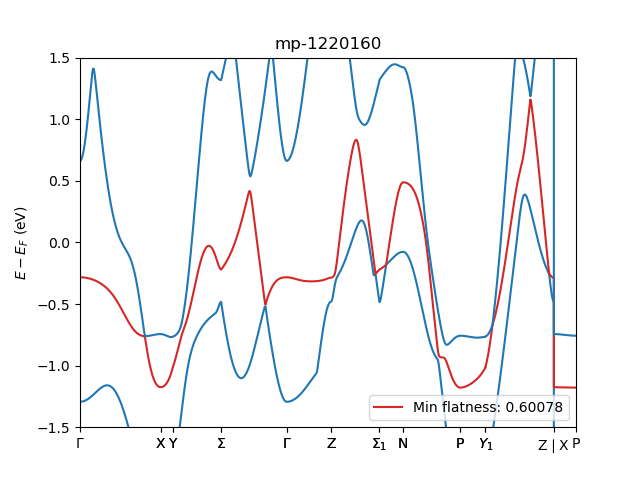 mp-1220160
1.5
1.0
0.5
0.0
−0.5
−1.0
−1.5
E − E_F (eV)
Min flatness: 0.60078
Γ X Y Σ Γ Z Σ₁ N P Y₁ Z | X P